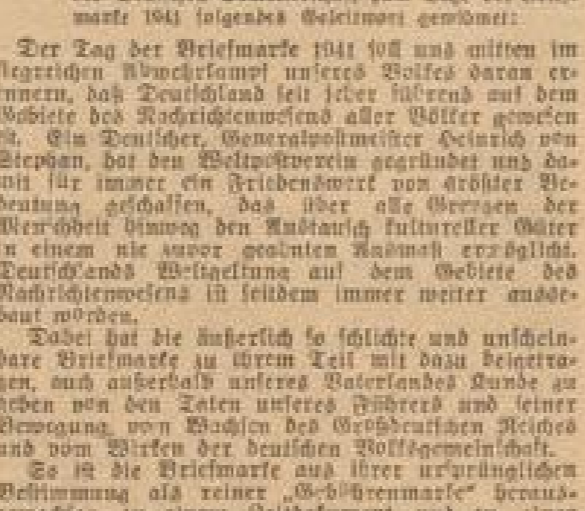 marke 1941 folgendes Geleitwort gewidmet:
Der Tag der Briefmarke 1941 soll uns mitten im
siegreichen Abwehrkampf unseres Volkes daran er-
innern, daß Deutschland seit jeher führend auf dem
Gebiete des Nachrichtenwesens aller Völker gewesen
ist. Ein Deutscher, Generalpostmeister Heinrich von
Stephan, hat den Weltpostverein gegründet und da-
mit für immer ein Friedenswerk von größter Be-
deutung geschaffen, das über alle Grenzen der
Menschheit hinweg den Austausch kultureller Güter
in einem nie zuvor geahnten Ausmaß ermöglicht.
Deutschlands Weltgeltung auf dem Gebiete des
Nachrichtenwesens ist seitdem immer weiter ausge-
baut worden.
Dabei hat die äußerlich so schlichte und unschein-
bare Briefmarke zu ihrem Teil mit dazu beigetra-
gen, auch außerhalb unseres Vaterlandes Kunde zu
geben von den Taten unseres Führers und seiner
Bewegung, vom Wachsen des Großdeutschen Reiches
und vom Wirken der deutschen Volksgemeinschaft.
So ist die Briefmarke aus ihrer ursprünglichen
Bestimmung als reiner „Gebührenmarke“ heraus-